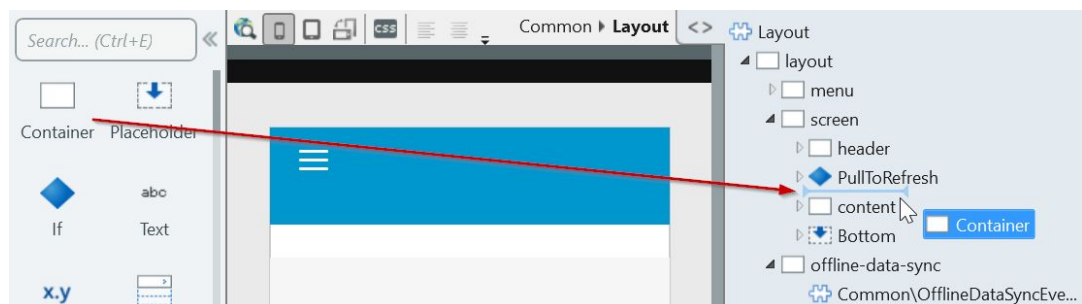 Search... (Ctrl+E)
Container Placeholder
If
abc
Text
x.y
css
Common Layout
<>
Layout
layout
menu
screen
header
PullToRefresh
content
Container
Bottom
offline-data-sync
Common\OfflineDataSyncEve...